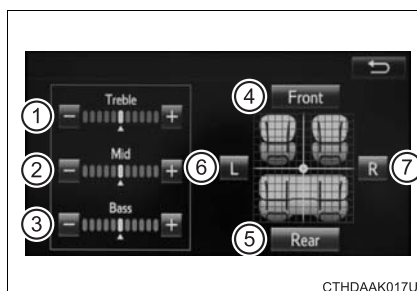 1
Treble
− +
2
Mid
− +
3
Bass
− +
4
Front
6
L
R
7
5
Rear
CTHDAAK017U